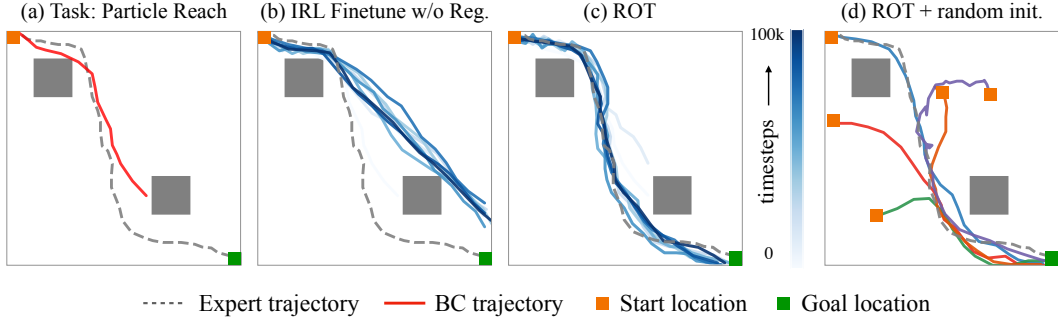 (a) Task: Particle Reach
(b) IRL Finetune w/o Reg.
(c) ROT
(d) ROT + random init.
100k
timesteps
0
Expert trajectory
BC trajectory
Start location
Goal location